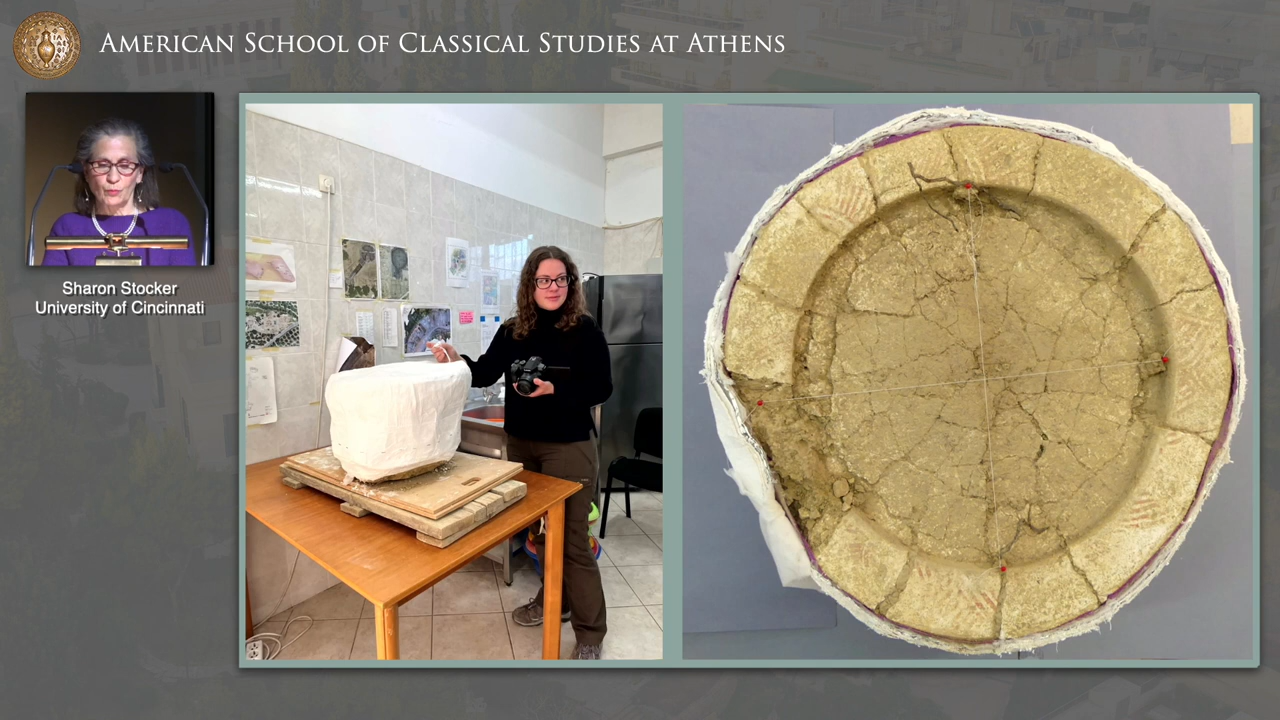 American School of Classical Studies at Athens
Sharon Stocker
University of Cincinnati